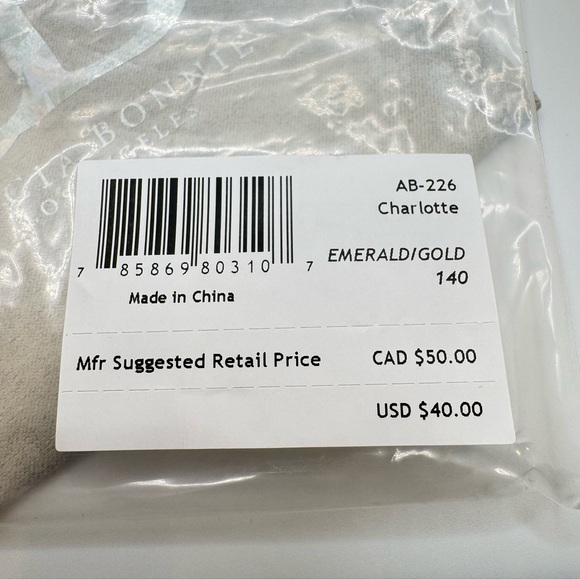 BONNIE
AB-226
Charlotte
7 85869 80310 7
EMERALD/GOLD
140
Made in China
Mfr Suggested Retail Price CAD $50.00
USD $40.00